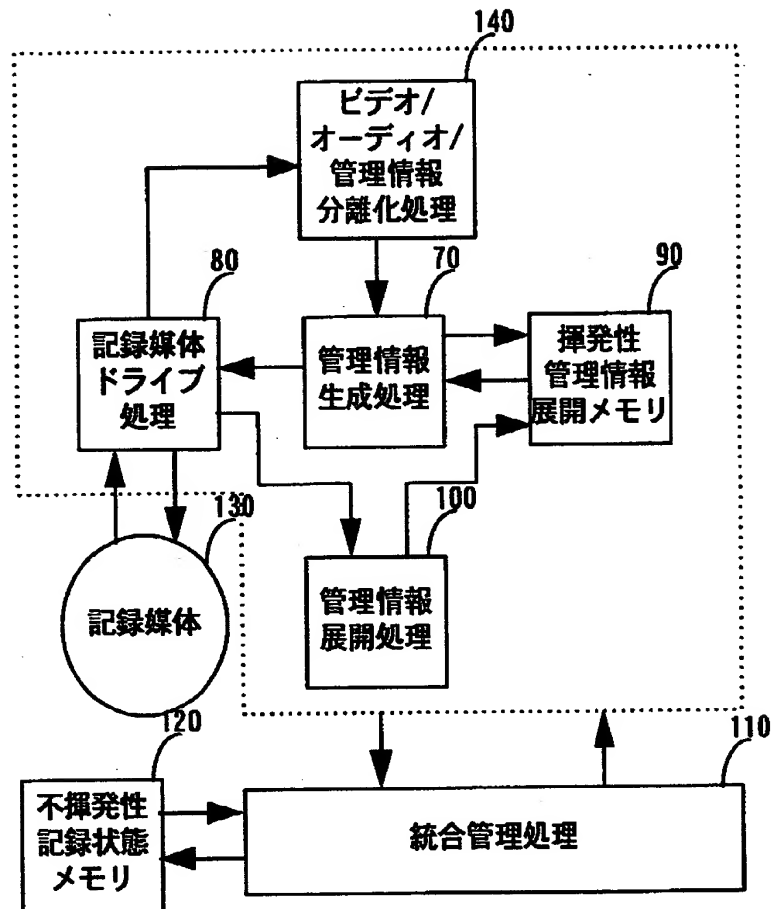 140
ビデオ/
オーディオ/
管理情報
分離化処理
80
記録媒体
ドライブ
処理
70
管理情報
生成処理
90
揮発性
管理情報
展開メモリ
130
記録媒体
100
管理情報
展開処理
120
不揮発性
記録状態
メモリ
110
統合管理処理